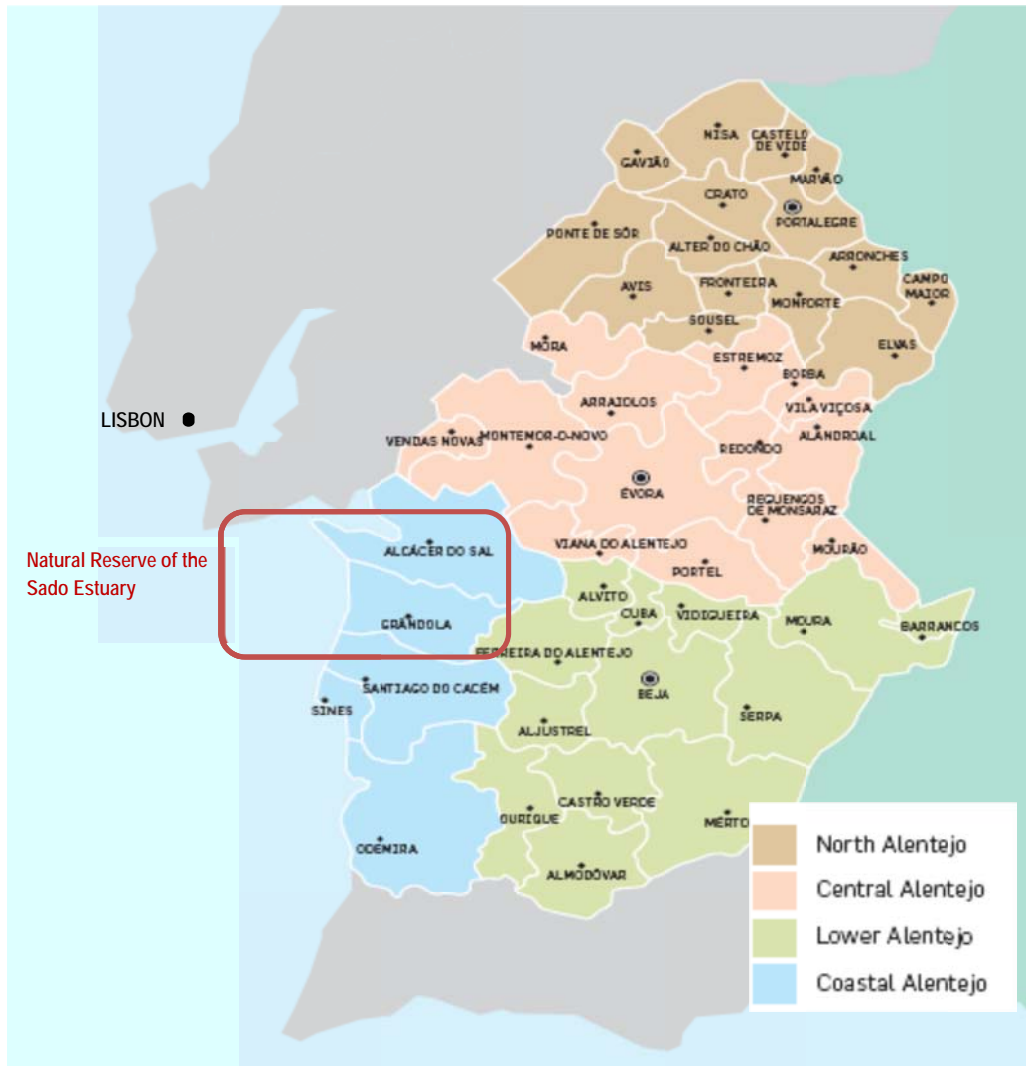 NISA
CASTELO
DE VIDE
GAVIÃO
MARVÃO
CRATO
PORTALEGRE
PONTE DE SÔR
ALTER DO CHÃO
ARRONCHES
CAMPO
MAIOR
AVIS
FRONTEIRA
MONFORTE
SOUSEL
MORA
ELVAS
ESTREMOZ
BORBA
ARRAIOLOS
VILA VIÇOSA
LISBON
VENDAS NOVAS
MONTEMOR-O-NOVO
REDONDO
ALANDROAL
ÉVORA
REGUENGOS
DE MONSARAZ
ALCÁCER DO SAL
VIANA DO ALENTEJO
MOURÃO
Natural Reserve of the
Sado Estuary
PORTEL
ALVITO
CUBA
VIDIGUEIRA
MOURA
BARRANCOS
GRÂNDOLA
FERREIRA DO ALENTEJO
SANTIAGO DO CACÉM
BEJA
SINES
SERPA
ALJUSTREL
CASTRO VERDE
OURIQUE
MÉRTO
ODEMIRA
ALMODÔVAR
North Alentejo
Central Alentejo
Lower Alentejo
Coastal Alentejo